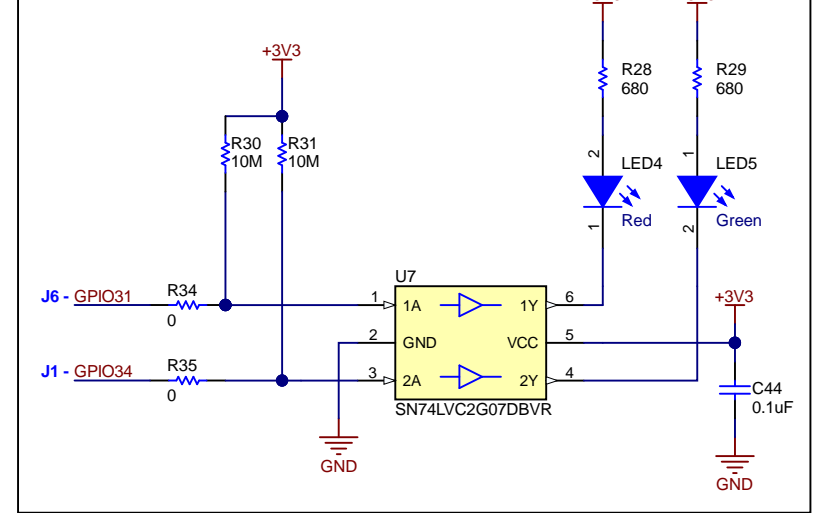 +3V3
R28
680
R29
680
R30
10M
R31
10M
2
LED4
1
LED5
1
Red
2
Green
U7
J6 - GPIO31
R34
0
1
1A
1Y
6
2
GND
VCC
5
+3V3
J1 - GPIO34
R35
0
3
2A
2Y
4
C44
0.1uF
SN74LVC2G07DBVR
GND
GND